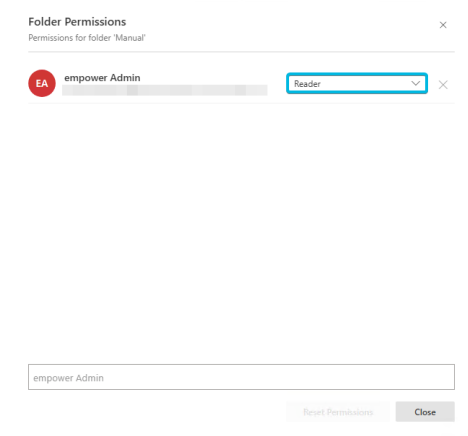 Folder Permissions
Permissions for folder 'Manual'
EA
empower Admin
Reader
empower Admin
Reset Permissions
Close